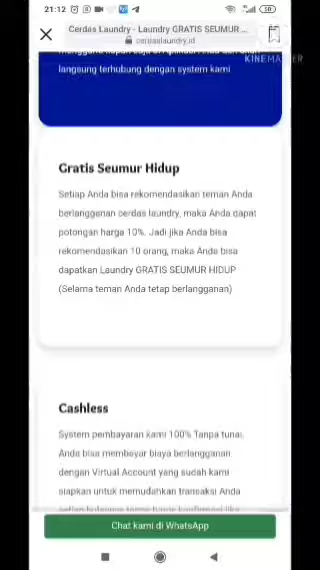 21:12
Cerdas Laundry - Laundry GRATIS SEUMUR ...
cerdaslaundry.id
KINEMASTER
langsung terhubung dengan system kami
Gratis Seumur Hidup
Setiap Anda bisa rekomendasikan teman Anda
berlangganan cerdas laundry, maka Anda dapat
potongan harga 10%. Jadi jika Anda bisa
rekomendasikan 10 orang, maka Anda bisa
dapatkan Laundry GRATIS SEUMUR HIDUP
(Selama teman Anda tetap berlangganan)
Cashless
System pembayaran kami 100% Tanpa tunai,
Anda bisa membayar biaya berlangganan
dengan Virtual Account yang sudah kami
siapkan untuk memudahkan transaksi Anda
Chat kami di WhatsApp